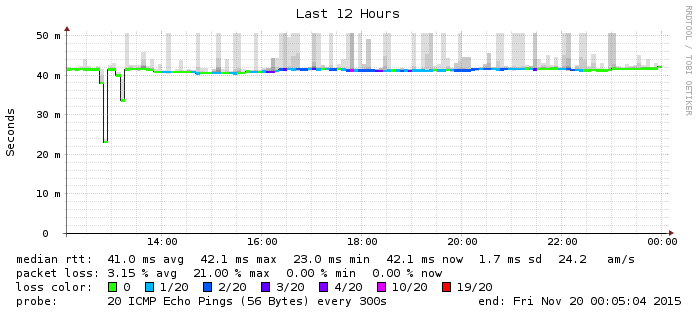 Last 12 Hours
RRDTOOL / TOBI OETIKER
Seconds
50 m
40 m
30 m
20 m
10 m
0
14:00 16:00 18:00 20:00 22:00 00:00
median rtt: 41.0 ms avg 42.1 ms max 23.0 ms min 42.1 ms now 1.7 ms sd 24.2 am/s
packet loss: 3.15 % avg 21.00 % max 0.00 % min 0.00 % now
loss color: 0 1/20 2/20 3/20 4/20 10/20 19/20
probe: 20 ICMP Echo Pings (56 Bytes) every 300s end: Fri Nov 20 00:05:04 2015